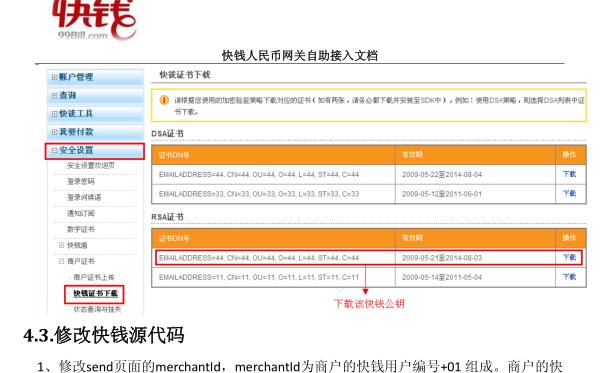 快钱
99Bill.com
快钱人民币网关自助接入文档
账户管理
查询
快钱工具
我要付款
安全设置
安全设置欢迎页
登录密码
登录问候语
通知订阅
数字证书
快钱盾
商户证书
商户证书上传
快钱证书下载
状态查询与挂失
快钱证书下载
请根据您使用的加密验签策略下载对应的证书（如有两张，请务必都下载并安装至SDK中），例如：使用DSA策略，则选择DSA列表中证
书下载。
DSA证书
证书DN号 有效期 操作
EMAILADDRESS=44, CN=44, OU=44, O=44, L=44, ST=44, C=44 2009-05-22至2014-08-04 下载
EMAILADDRESS=33, CN=33, OU=33, O=33, L=33, ST=33, C=33 2009-05-12至2011-06-01 下载
RSA证书
证书DN号 有效期 操作
EMAILADDRESS=44, CN=44, OU=44, O=44, L=44, ST=44, C=44 2009-05-21至2014-08-03 下载
EMAILADDRESS=11, CN=11, OU=11, O=11, L=11, ST=11, C=11 2009-05-14至2011-05-04 下载
下载该快钱公钥
4.3.修改快钱源代码
1、修改send页面的merchantId，merchantId为商户的快钱用户编号+01 组成。商户的快